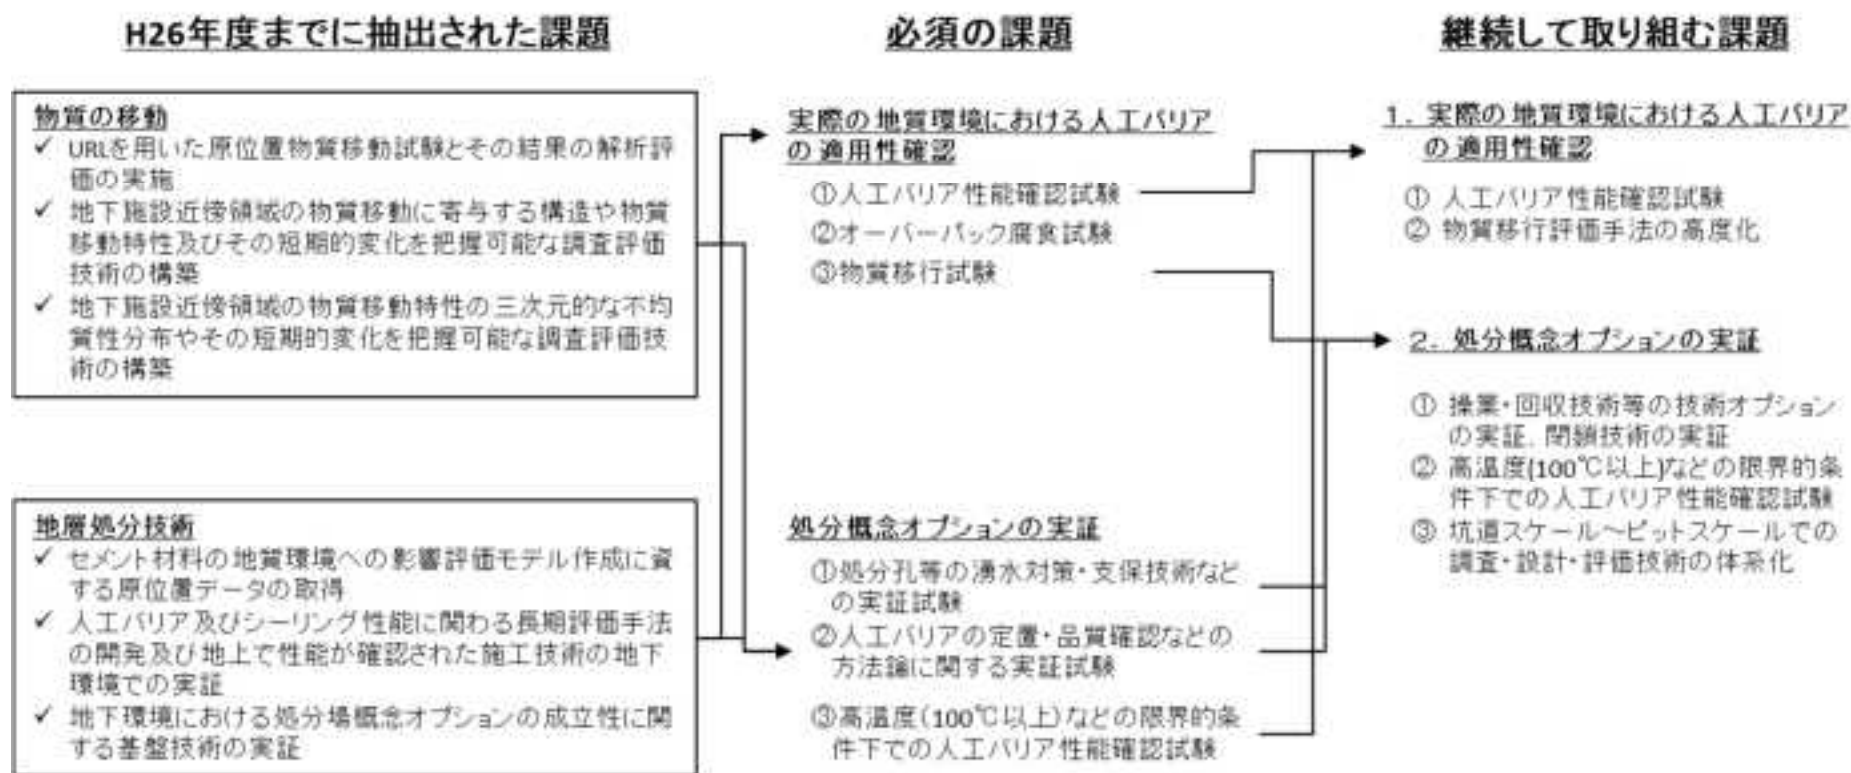 H26年度までに抽出された課題
物質の移動
✓ URLを用いた原位置物質移動試験とその結果の解析評
価の実施
✓ 地下施設近傍領域の物質移動に寄与する構造や物質
移動特性及びその短期的変化を把握可能な調査評価
技術の構築
✓ 地下施設近傍領域の物質移動特性の三次元的な不均
質性分布やその短期的変化を把握可能な調査評価技
術の構築
地層処分技術
✓ セメント材料の地質環境への影響評価モデル作成に資
する原位置データの取得
✓ 人工バリア及びシーリング性能に関わる長期評価手法
の開発及び地上で性能が確認された施工技術の地下
環境での実証
✓ 地下環境における処分場概念オプションの成立性に関
する基盤技術の実証
必須の課題
実際の地質環境における人工バリア
の適用性確認
①人工バリア性能確認試験
②オーバーパック腐食試験
③物質移行試験
処分概念オプションの実証
①処分孔等の湧水対策・支保技術など
の実証試験
②人工バリアの定置・品質確認などの
方法論に関する実証試験
③高温度(100℃以上)などの限界的条
件下での人工バリア性能確認試験
継続して取り組む課題
1. 実際の地質環境における人工バリア
の適用性確認
① 人工バリア性能確認試験
② 物質移行評価手法の高度化
2. 処分概念オプションの実証
① 操業・回収技術等の技術オプション
の実証、閉鎖技術の実証
② 高温度(100℃以上)などの限界的条
件下での人工バリア性能確認試験
③ 坑道スケール～ピットスケールでの
調査・設計・評価技術の体系化